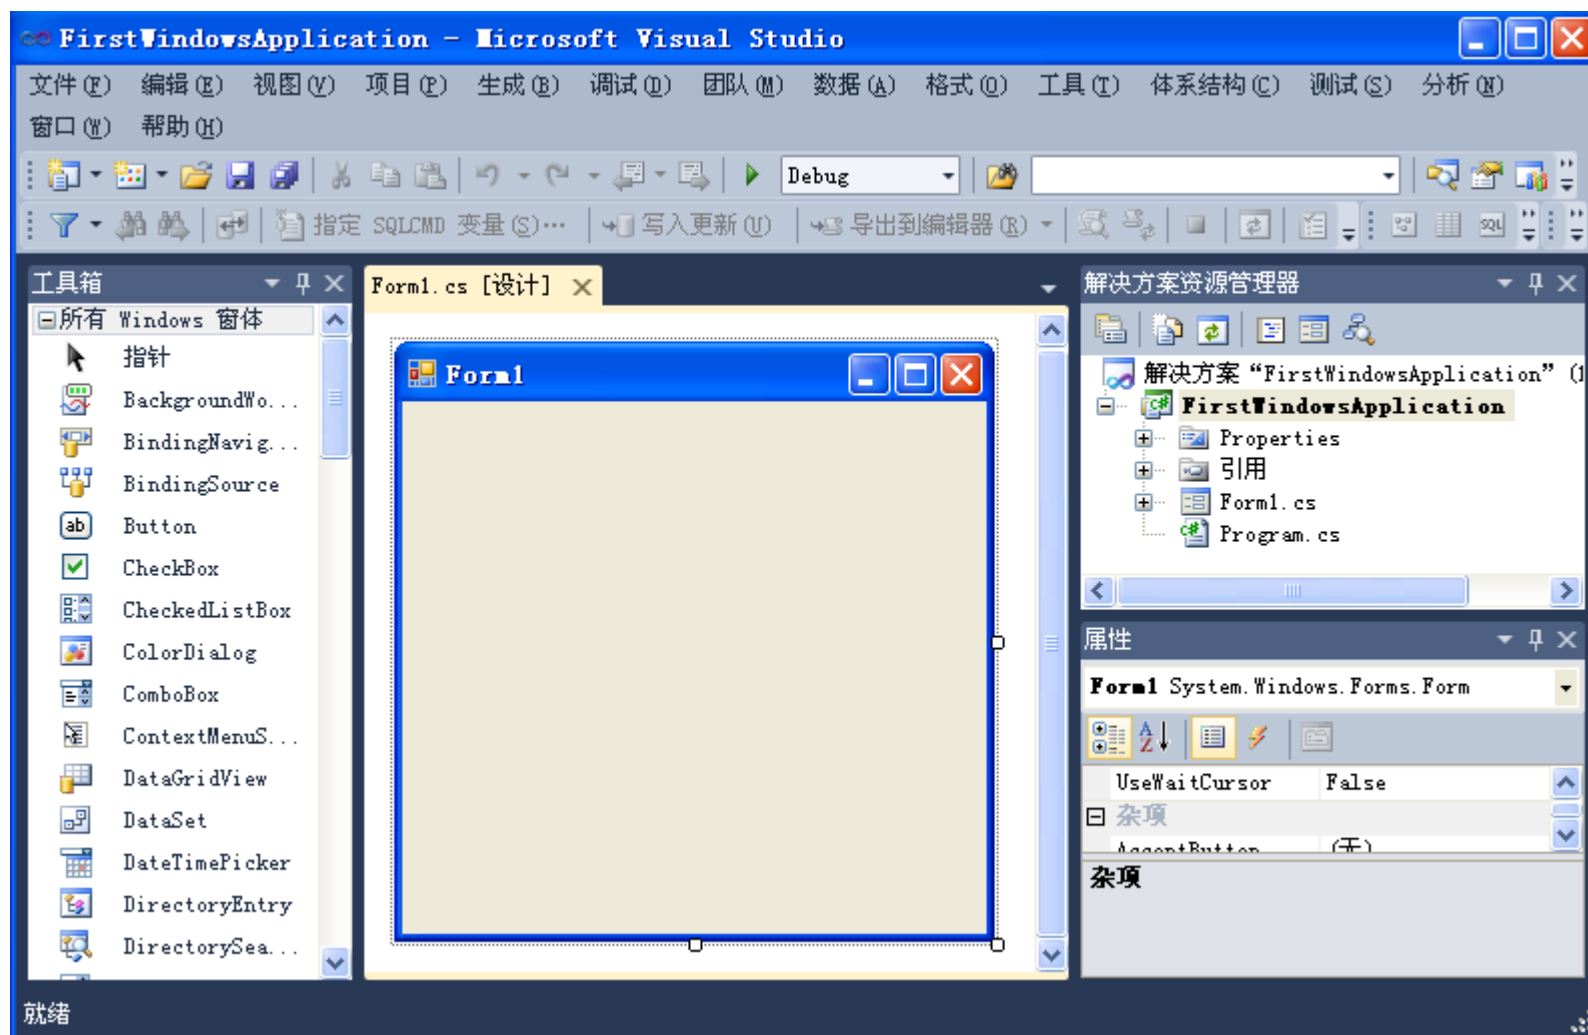 FirstWindowsApplication - Microsoft Visual Studio
文件(F) 编辑(E) 视图(V) 项目(P) 生成(B) 调试(D) 团队(M) 数据(A) 格式(O) 工具(T) 体系结构(C) 测试(S) 分析(N)
窗口(W) 帮助(H)
Debug
指定 SQLCMD 变量(S)… 写入更新(U) 导出到编辑器(R)
工具箱
所有 Windows 窗体
指针
BackgroundWo...
BindingNavig...
BindingSource
Button
CheckBox
CheckedListBox
ColorDialog
ComboBox
ContextMenuS...
DataGridView
DataSet
DateTimePicker
DirectoryEntry
DirectorySea...
Form1.cs [设计]
Form1
解决方案资源管理器
解决方案“FirstWindowsApplication” (1
FirstWindowsApplication
Properties
引用
Form1.cs
Program.cs
属性
Form1 System.Windows.Forms.Form
UseWaitCursor False
杂项
AcceptButton (无)
杂项
就绪